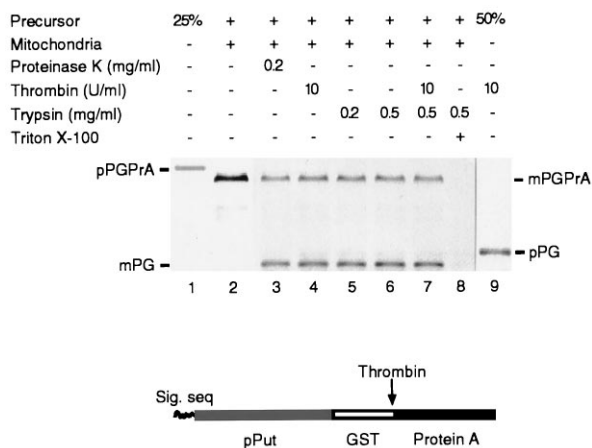 Precursor 25% + + + + + + + 50%
Mitochondria - + + + + + + + -
Proteinase K (mg/ml) - - 0.2 - - - - - -
Thrombin (U/ml) - - - 10 - - 10 - 10
Trypsin (mg/ml) - - - - 0.2 0.5 0.5 0.5 -
Triton X-100 - - - - - - - + -
pPGPrA
mPGPrA
pPG
mPG
1 2 3 4 5 6 7 8 9
Thrombin
Sig. seq
pPut GST Protein A